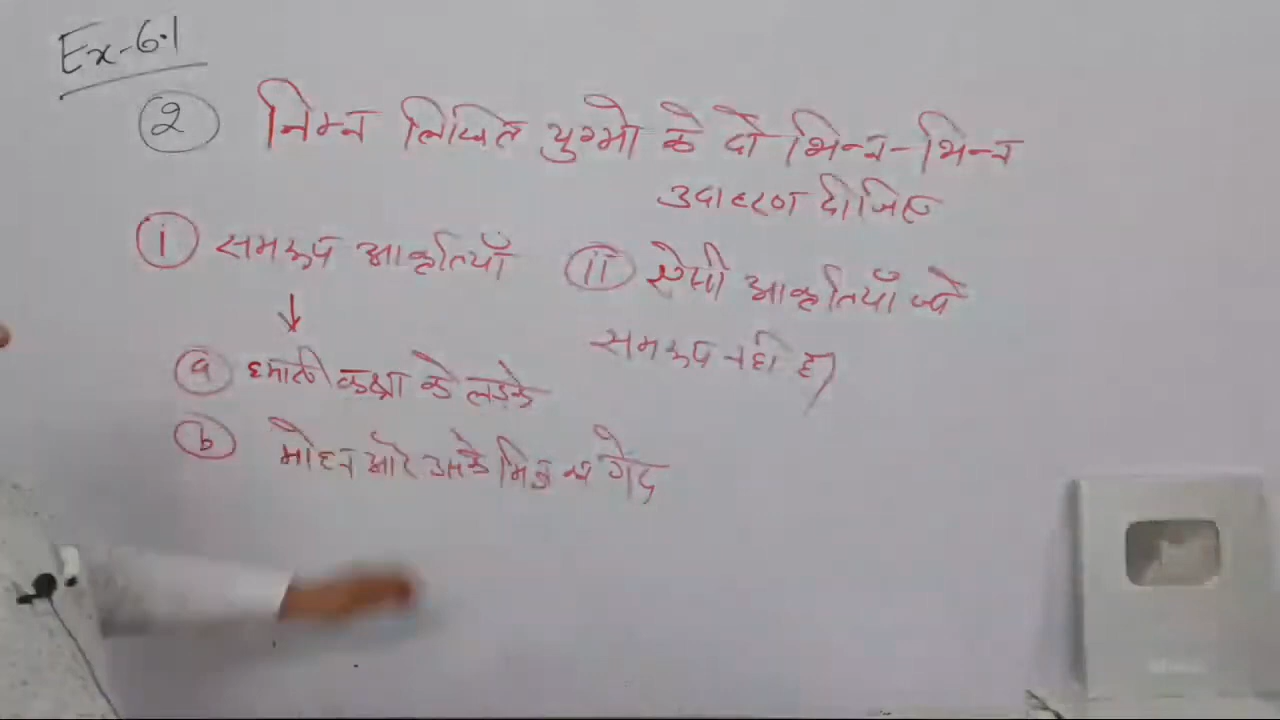 Ex-6.1
② निम्न लिखित युग्मो के दो भिन्न-भिन्न
उदाहरण दीजिए
① समरूप आकृतियाँ
ⅱ ऐसी आकृतियाँ जो
समरूप नहीं है
↓
ⓐ हमारी कक्षा के लड़के
ⓑ मोहन और उसके मित्र का गेंद